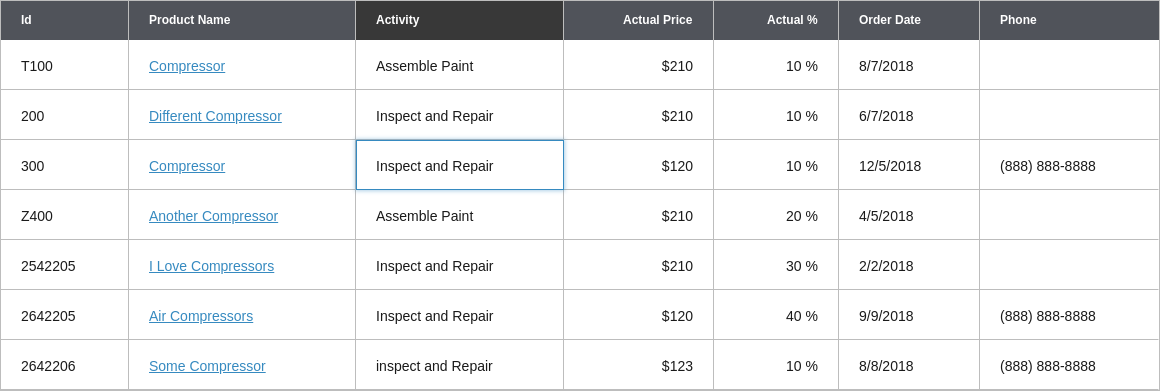 Id Product Name Activity Actual Price Actual % Order Date Phone
T100 Compressor Assemble Paint $210 10 % 8/7/2018
200 Different Compressor Inspect and Repair $210 10 % 6/7/2018
300 Compressor Inspect and Repair $120 10 % 12/5/2018 (888) 888-8888
Z400 Another Compressor Assemble Paint $210 20 % 4/5/2018
2542205 I Love Compressors Inspect and Repair $210 30 % 2/2/2018
2642205 Air Compressors Inspect and Repair $120 40 % 9/9/2018 (888) 888-8888
2642206 Some Compressor inspect and Repair $123 10 % 8/8/2018 (888) 888-8888